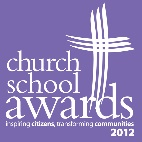 church
school
awards
inspiring citizens, transforming communities
2012